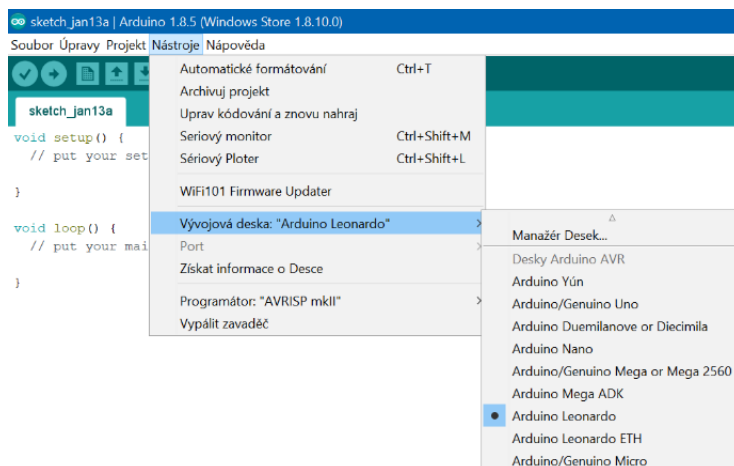 sketch_jan13a | Arduino 1.8.5 (Windows Store 1.8.10.0)
Soubor Úpravy Projekt Nástroje Nápověda
sketch_jan13a
void setup() {
// put your set
}
void loop() {
// put your mai
}
Automatické formátování Ctrl+T
Archivuj projekt
Uprav kódování a znovu nahraj
Seriový monitor Ctrl+Shift+M
Sériový Ploter Ctrl+Shift+L
WiFi101 Firmware Updater
Vývojová deska: "Arduino Leonardo"
Port
Získat informace o Desce
Programátor: "AVRISP mkII"
Vypálit zavaděč
Manažér Desek...
Desky Arduino AVR
Arduino Yún
Arduino/Genuino Uno
Arduino Duemilanove or Diecimila
Arduino Nano
Arduino/Genuino Mega or Mega 2560
Arduino Mega ADK
Arduino Leonardo
Arduino Leonardo ETH
Arduino/Genuino Micro